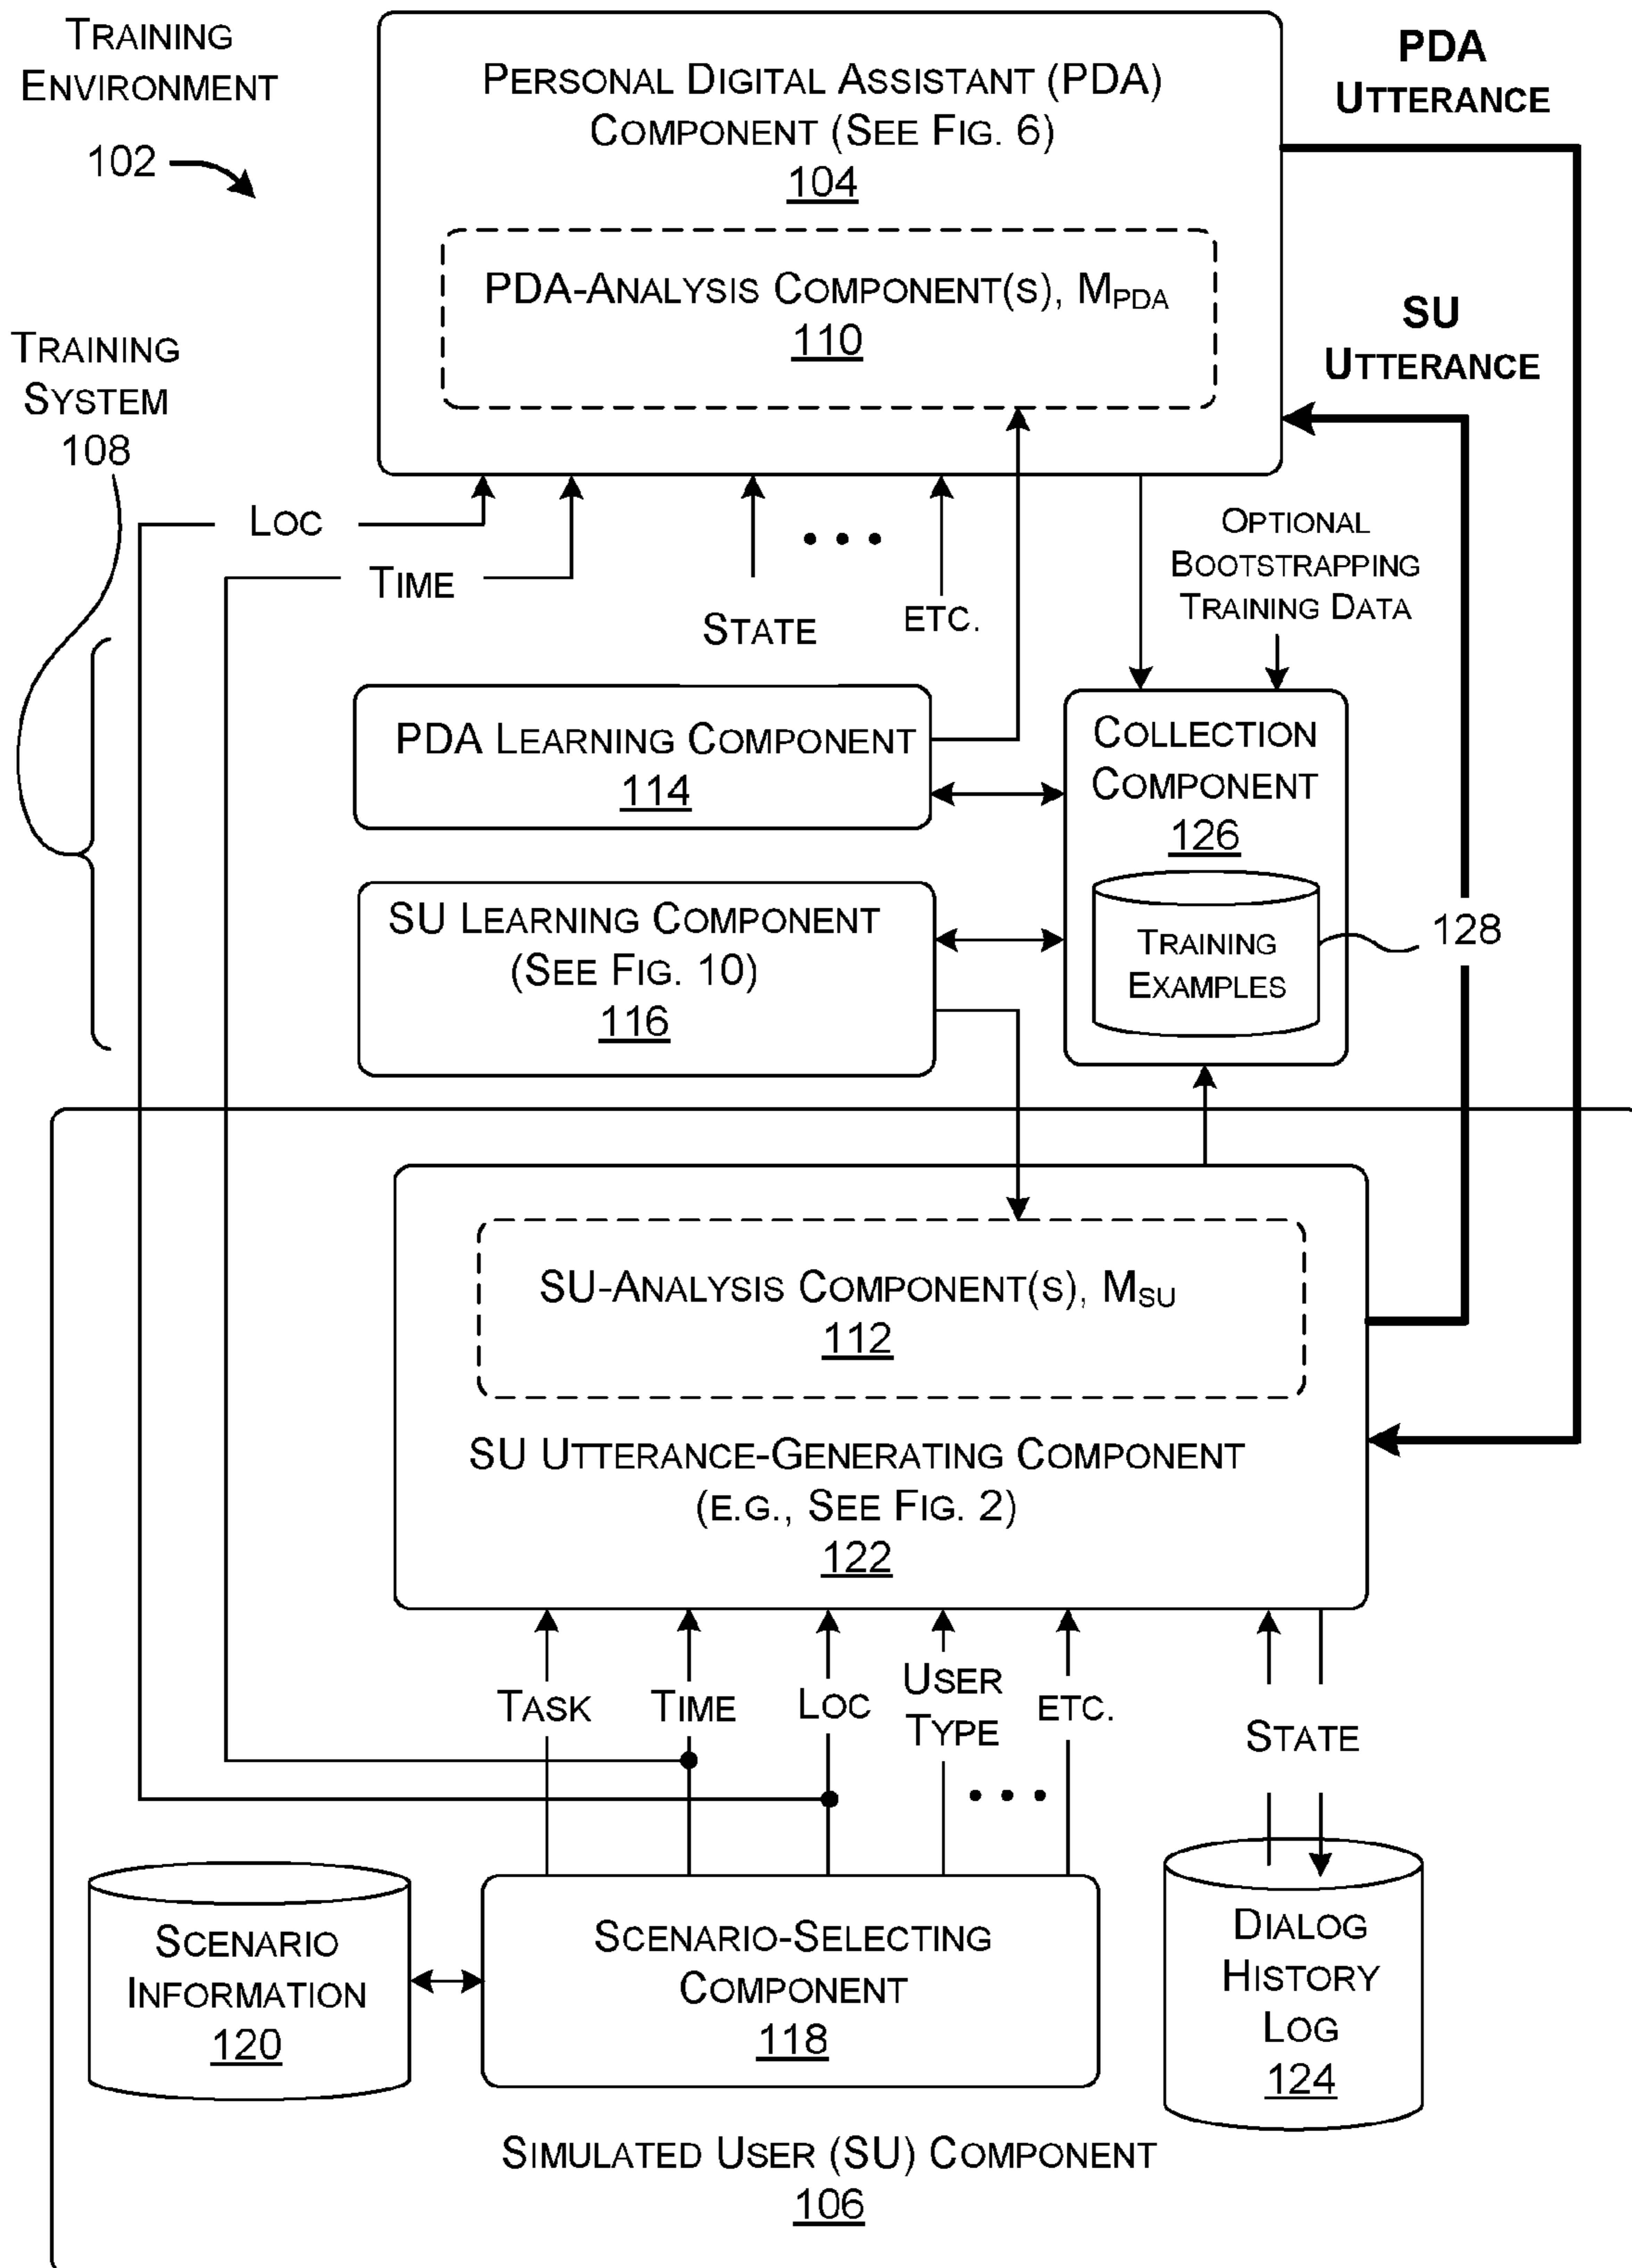 TRAINING
ENVIRONMENT
102
PERSONAL DIGITAL ASSISTANT (PDA)
COMPONENT (SEE FIG. 6)
104
PDA-ANALYSIS COMPONENT(S), MPDA
110
PDA
UTTERANCE
SU
UTTERANCE
TRAINING
SYSTEM
108
LOC
TIME
STATE
• • •
ETC.
OPTIONAL
BOOTSTRAPPING
TRAINING DATA
PDA LEARNING COMPONENT
114
COLLECTION
COMPONENT
126
TRAINING
EXAMPLES
128
SU LEARNING COMPONENT
(SEE FIG. 10)
116
SU-ANALYSIS COMPONENT(S), MSU
112
SU UTTERANCE-GENERATING COMPONENT
(E.G., SEE FIG. 2)
122
TASK
TIME
LOC
USER
TYPE
• • •
ETC.
STATE
SCENARIO
INFORMATION
120
SCENARIO-SELECTING
COMPONENT
118
DIALOG
HISTORY
LOG
124
SIMULATED USER (SU) COMPONENT
106